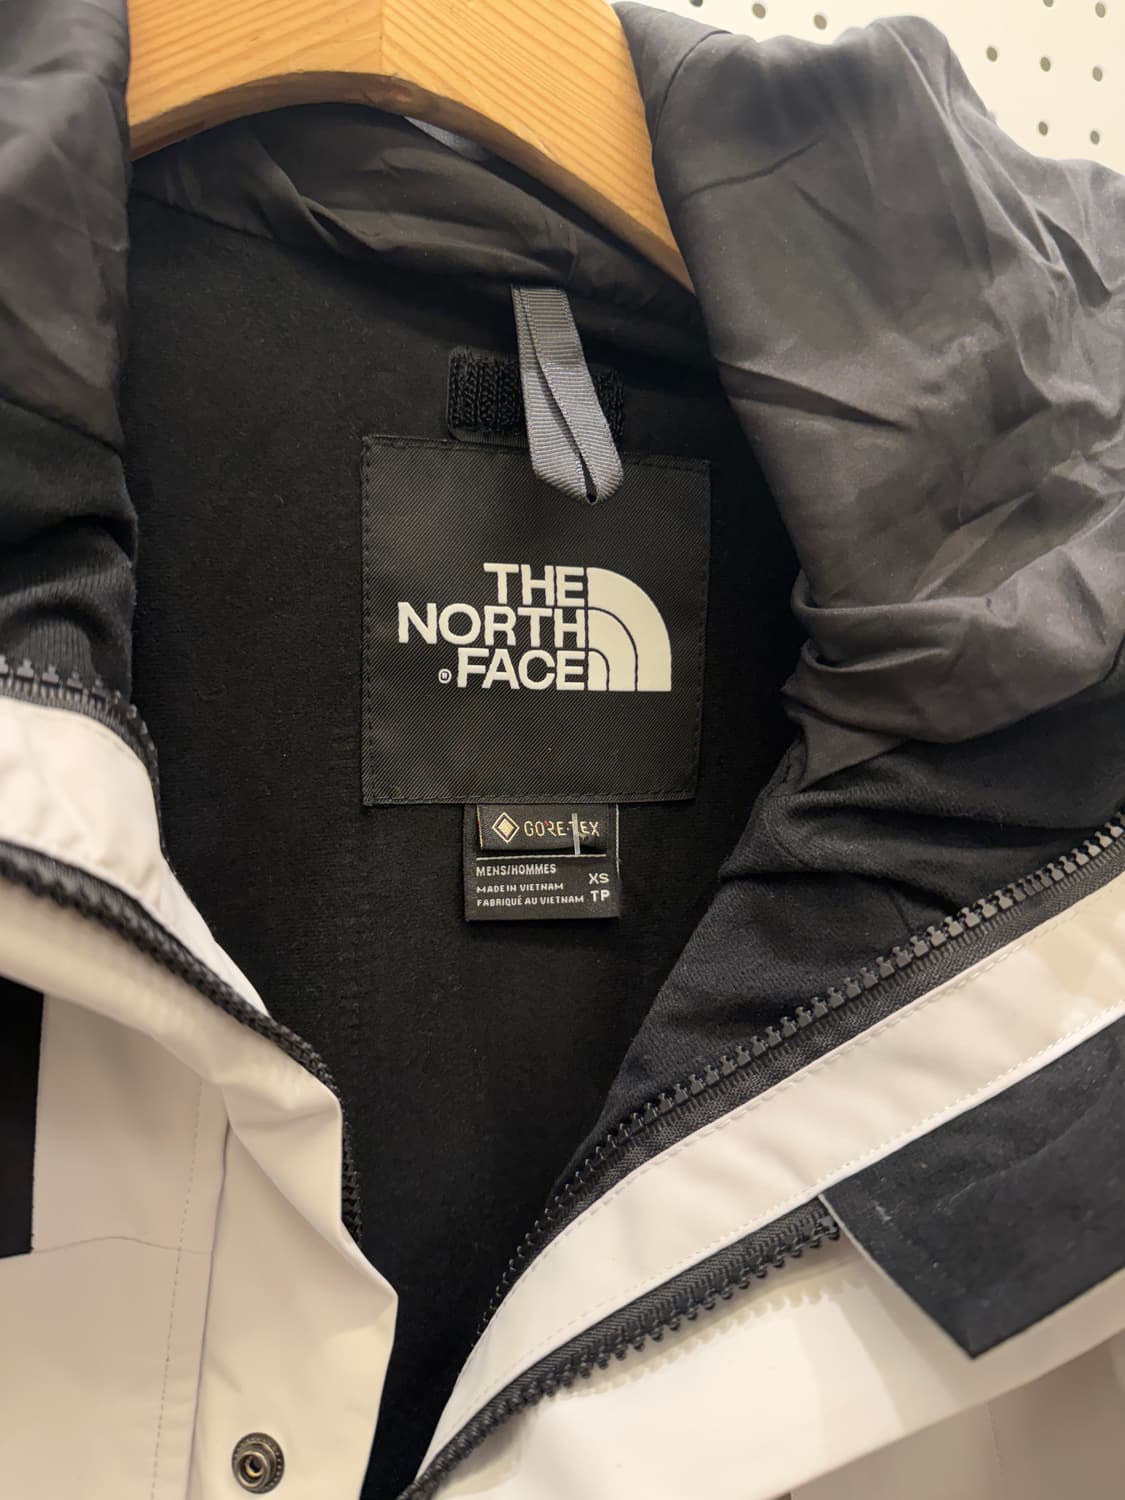 THE
NORTH
®FACE
GORE-TEX
MENS/HOMMES
XS
MADE IN VIETNAM
FABRIQUÉ AU VIETNAM TP